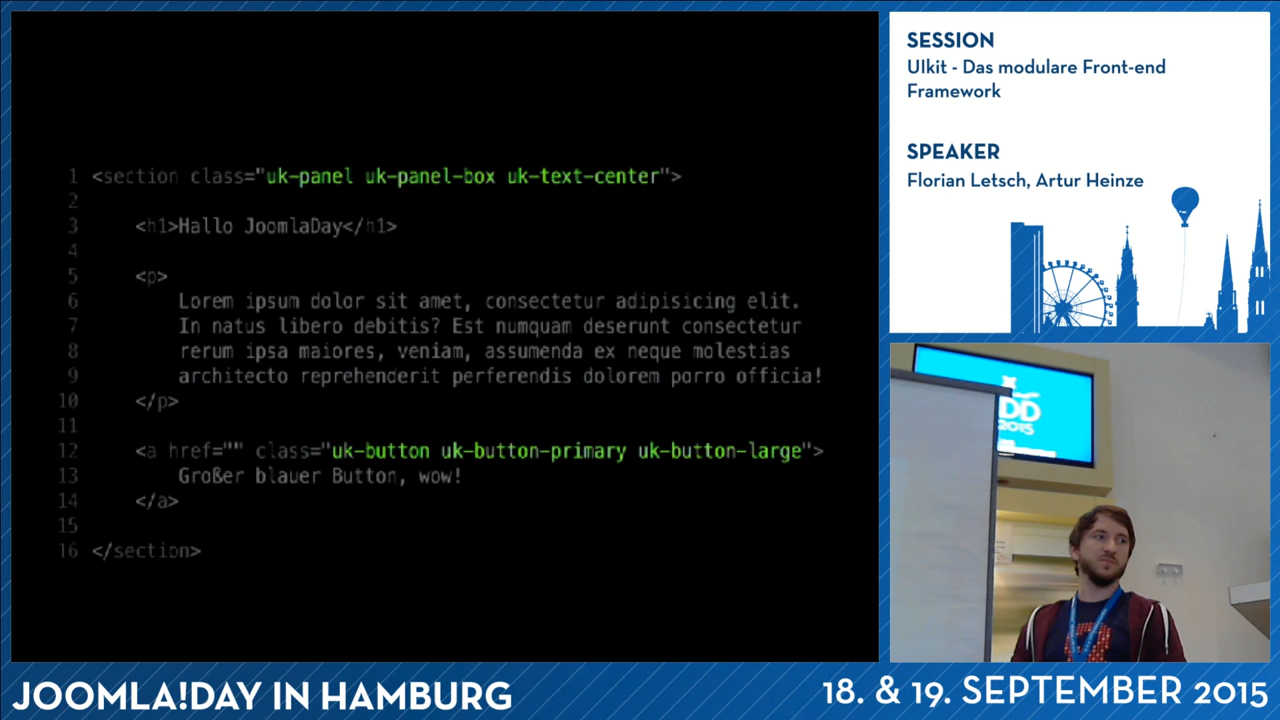 1 <section class="uk-panel uk-panel-box uk-text-center">
2
3 <h1>Hallo JoomlaDay</h1>
4
5 <p>
6 Lorem ipsum dolor sit amet, consectetur adipisicing elit.
7 In natus libero debitis? Est numquam deserunt consectetur
8 rerum ipsa maiores, veniam, assumenda ex neque molestias
9 architecto reprehenderit perferendis dolorem porro officia!
10 </p>
11
12 <a href="" class="uk-button uk-button-primary uk-button-large">
13 Großer blauer Button, wow!
14 </a>
15
16 </section>
SESSION
UIkit - Das modulare Front-end
Framework
SPEAKER
Florian Letsch, Artur Heinze
2015
JOOMLA!DAY IN HAMBURG
18. & 19. SEPTEMBER 2015